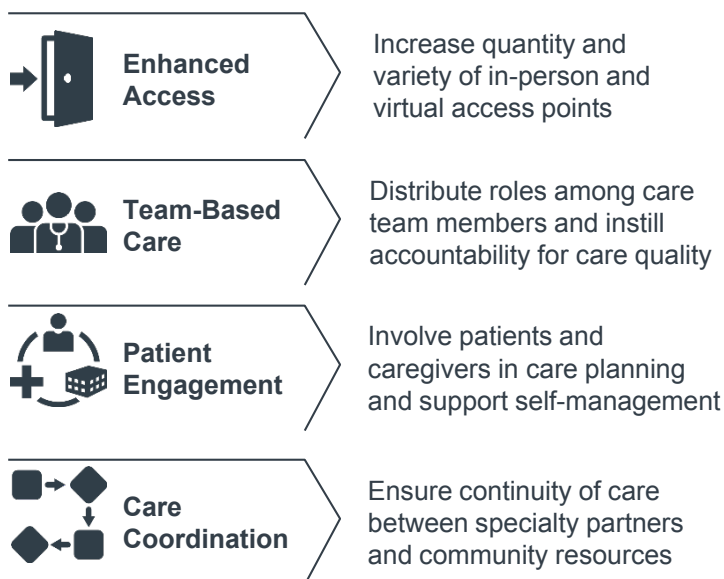 Enhanced
Access
Increase quantity and
variety of in-person and
virtual access points
Team-Based
Care
Distribute roles among care
team members and instill
accountability for care quality
Patient
Engagement
Involve patients and
caregivers in care planning
and support self-management
Care
Coordination
Ensure continuity of care
between specialty partners
and community resources